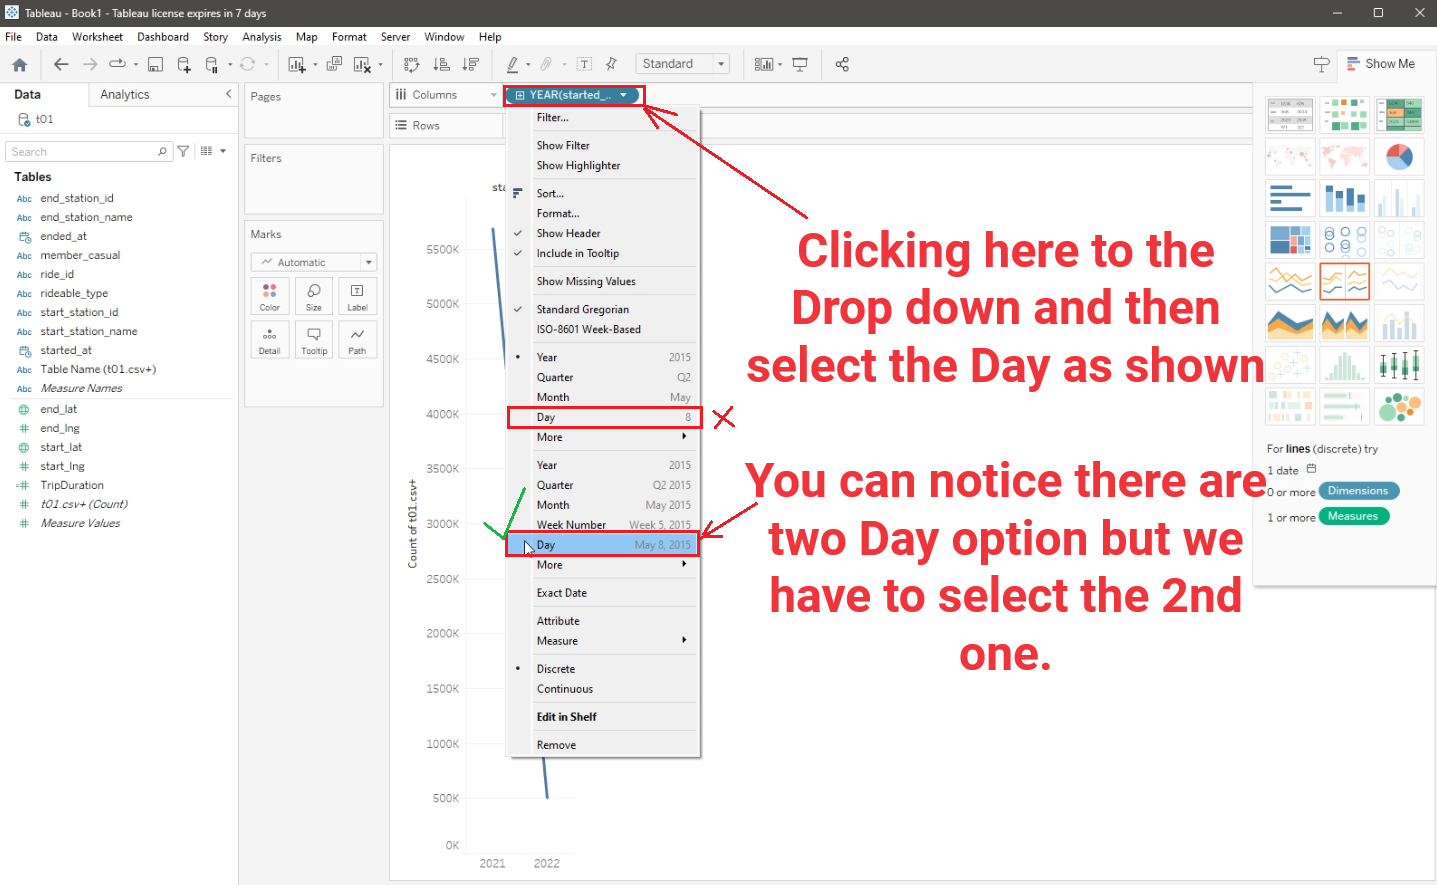 Tableau - Book1 - Tableau license expires in 7 days
File Data Worksheet Dashboard Story Analysis Map Format Server Window Help
Standard
Show Me
Data
Analytics
t01
Search
Tables
Abc end_station_id
Abc end_station_name
ended_at
Abc member_casual
Abc ride_id
Abc rideable_type
Abc start_station_id
Abc start_station_name
started_at
Abc Table Name (t01.csv+)
Abc Measure Names
end_lat
end_lng
start_lat
start_lng
TripDuration
t01.csv+ (Count)
Measure Values
Pages
Filters
Marks
Automatic
Color Size Label
Detail Tooltip Path
Columns
YEAR(started_..
Rows
sta
Count of t01.csv+
5500K
5000K
4500K
4000K
3500K
3000K
2500K
2000K
1500K
1000K
500K
0K
2021 2022
Filter...
Show Filter
Show Highlighter
Sort...
Format...
Show Header
Include in Tooltip
Show Missing Values
Standard Gregorian
ISO-8601 Week-Based
Year 2015
Quarter Q2
Month May
Day 8
More
Year 2015
Quarter Q2 2015
Month May 2015
Week Number Week 5, 2015
Day May 8, 2015
More
Exact Date
Attribute
Measure
Discrete
Continuous
Edit in Shelf
Remove
Clicking here to the
Drop down and then
select the Day as shown
You can notice there are
two Day option but we
have to select the 2nd
one.
For lines (discrete) try
1 date
0 or more Dimensions
1 or more Measures